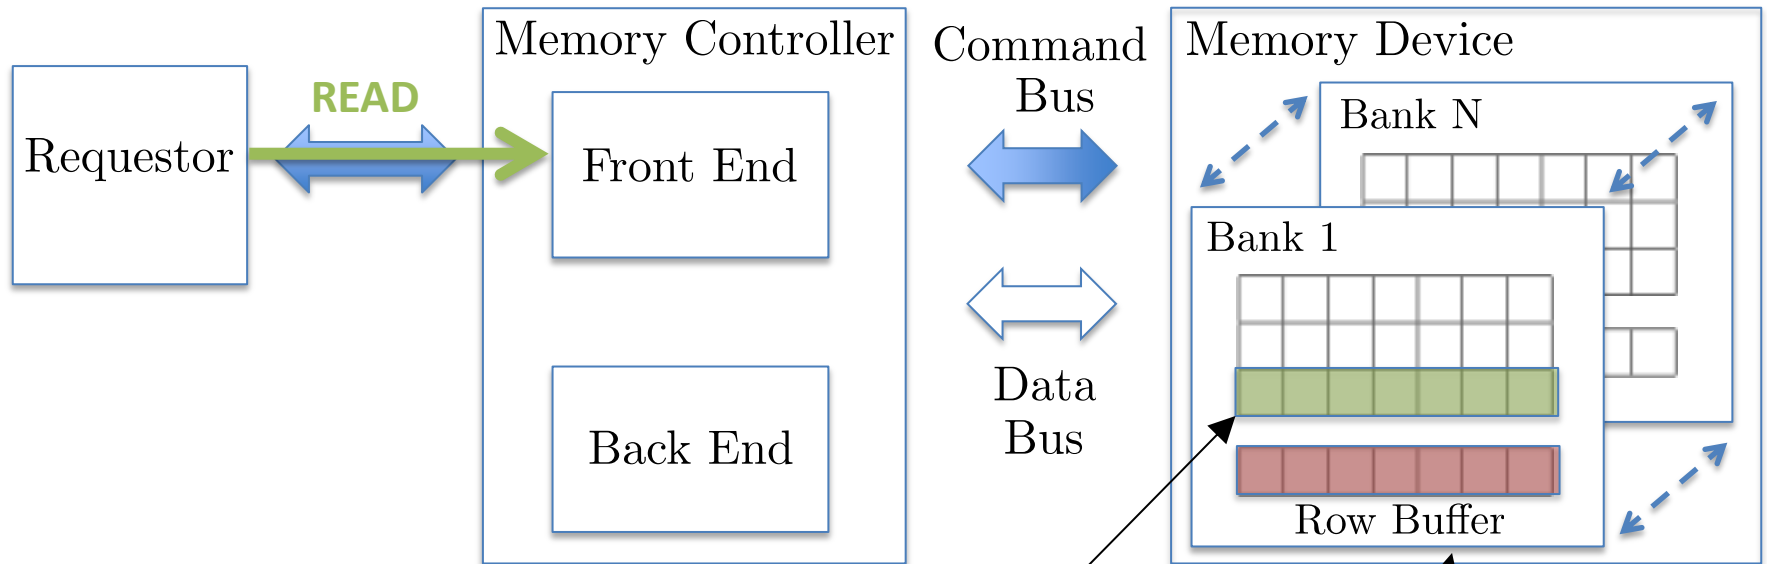 Memory Controller
Command
Bus
Memory Device
READ
Requestor
Front End
Bank N
Bank 1
Data
Bus
Back End
Row Buffer